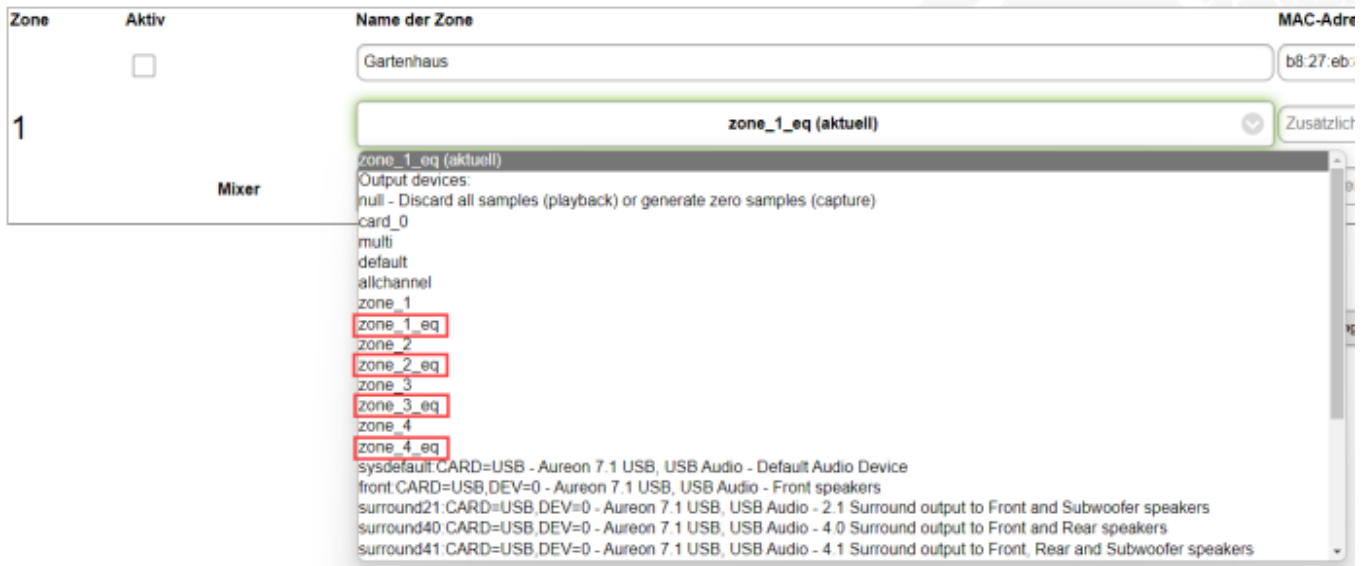 Zone Aktiv Name der Zone MAC-Adre
Gartenhaus b8:27:eb:
1 zone_1_eq (aktuell) Zusätzlich
Mixer
zone_1_eq (aktuell)
Output devices:
null - Discard all samples (playback) or generate zero samples (capture)
card_0
multi
default
allchannel
zone_1
zone_1_eq
zone_2
zone_2_eq
zone_3
zone_3_eq
zone_4
zone_4_eq
sysdefault:CARD=USB - Aureon 7.1 USB, USB Audio - Default Audio Device
front:CARD=USB,DEV=0 - Aureon 7.1 USB, USB Audio - Front speakers
surround21:CARD=USB,DEV=0 - Aureon 7.1 USB, USB Audio - 2.1 Surround output to Front and Subwoofer speakers
surround40:CARD=USB,DEV=0 - Aureon 7.1 USB, USB Audio - 4.0 Surround output to Front and Rear speakers
surround41:CARD=USB,DEV=0 - Aureon 7.1 USB, USB Audio - 4.1 Surround output to Front, Rear and Subwoofer speakers